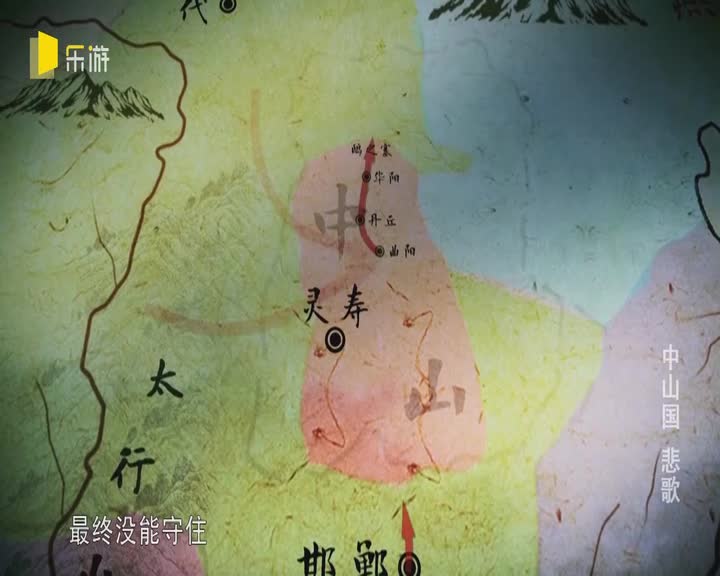 代
乐游
鸱之塞
华阳
中
丹丘
曲阳
灵寿
太行
山
中山国 悲歌
最终没能守住
邯郸